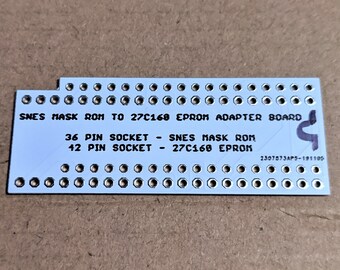 SNES MASK ROM TO 27C160 EPROM ADAPTER BOARD
36 PIN SOCKET - SNES MASK ROM
42 PIN SOCKET - 27C160 EPROM